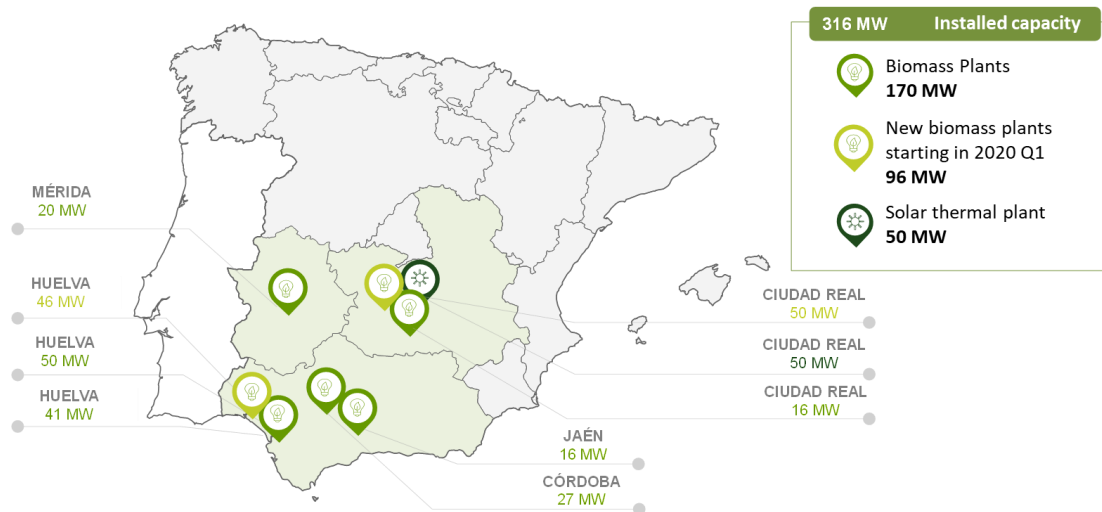 316 MW Installed capacity
Biomass Plants
170 MW
New biomass plants
starting in 2020 Q1
96 MW
Solar thermal plant
50 MW
MÉRIDA
20 MW
HUELVA
46 MW
HUELVA
50 MW
HUELVA
41 MW
CIUDAD REAL
50 MW
CIUDAD REAL
50 MW
CIUDAD REAL
16 MW
JAÉN
16 MW
CÓRDOBA
27 MW